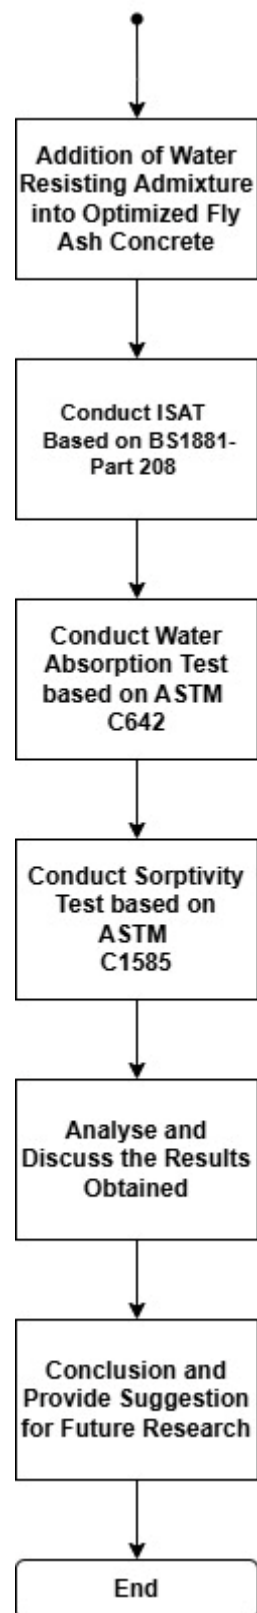 Addition of Water
Resisting Admixture
into Optimized Fly
Ash Concrete
Conduct ISAT
Based on BS1881-
Part 208
Conduct Water
Absorption Test
based on ASTM
C642
Conduct Sorptivity
Test based on
ASTM
C1585
Analyse and
Discuss the Results
Obtained
Conclusion and
Provide Suggestion
for Future Research
End